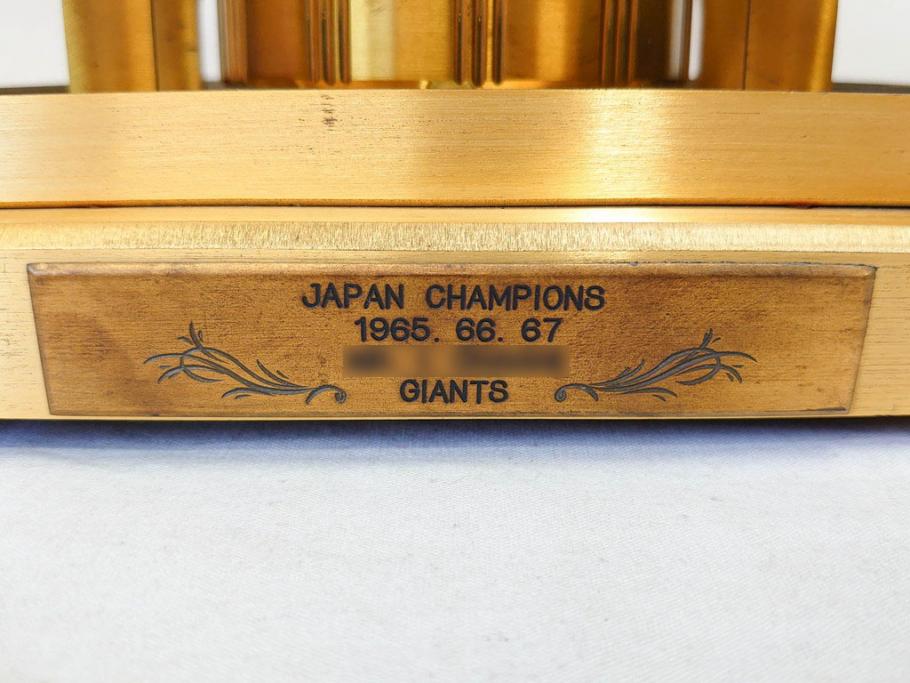 JAPAN CHAMPIONS
1965. 66. 67
GIANTS